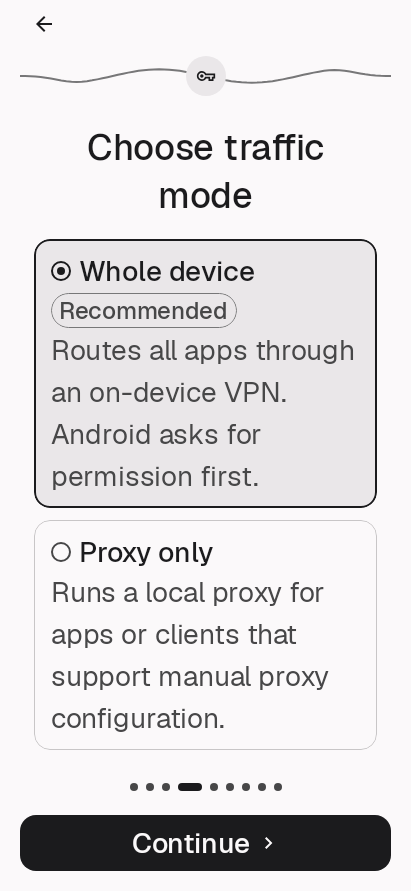 Choose traffic
mode
Whole device
Recommended
Routes all apps through
an on-device VPN.
Android asks for
permission first.
Proxy only
Runs a local proxy for
apps or clients that
support manual proxy
configuration.
Continue